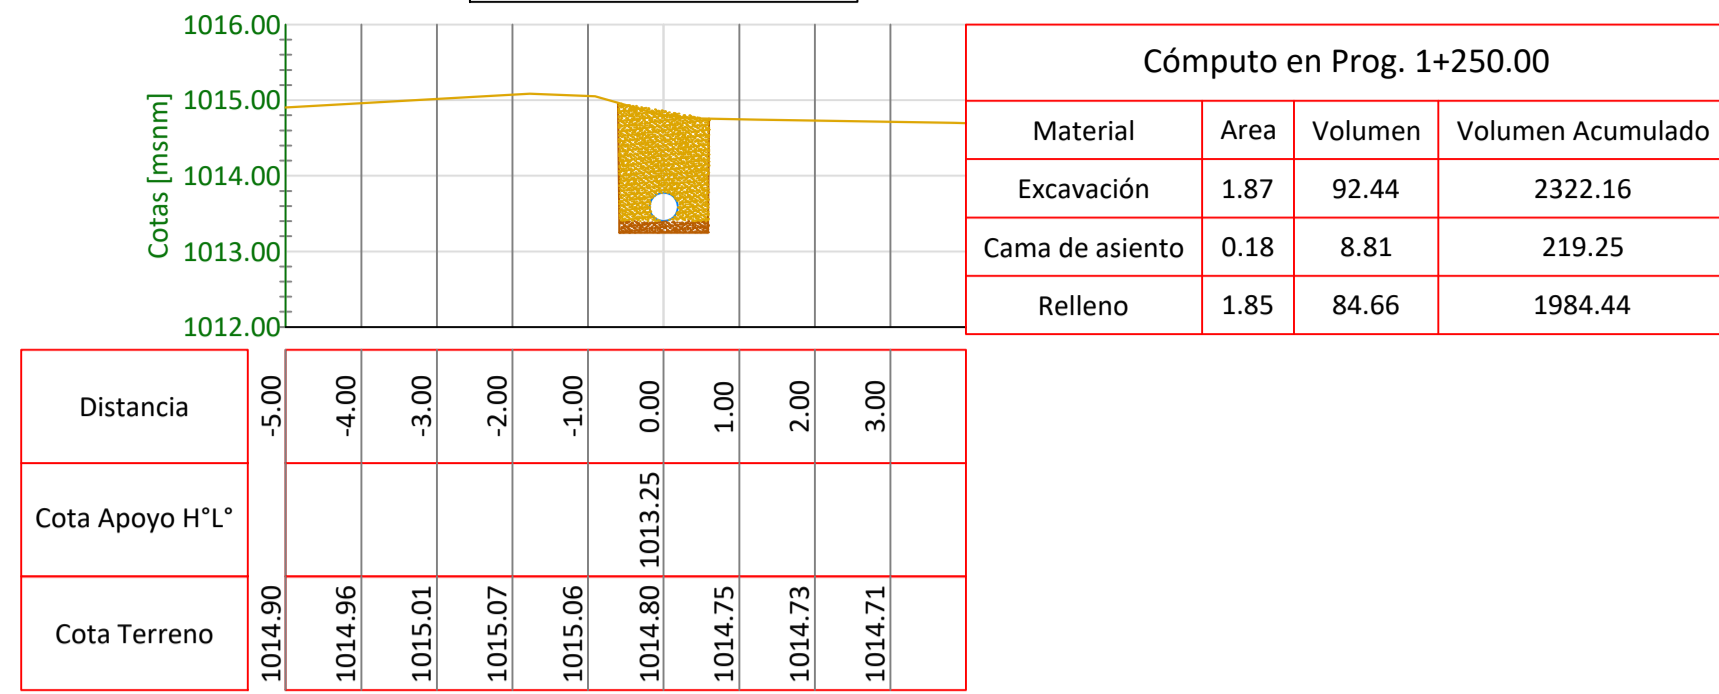 1016.00
1015.00
1014.00
1013.00
1012.00
Cotas [msnm]
Cómputo en Prog. 1+250.00
Material Area Volumen Volumen Acumulado
Excavación 1.87 92.44 2322.16
Cama de asiento 0.18 8.81 219.25
Relleno 1.85 84.66 1984.44
Distancia -5.00 -4.00 -3.00 -2.00 -1.00 0.00 1.00 2.00 3.00
Cota Apoyo H°L° 1013.25
Cota Terreno 1014.90 1014.96 1015.01 1015.07 1015.06 1014.80 1014.75 1014.73 1014.71